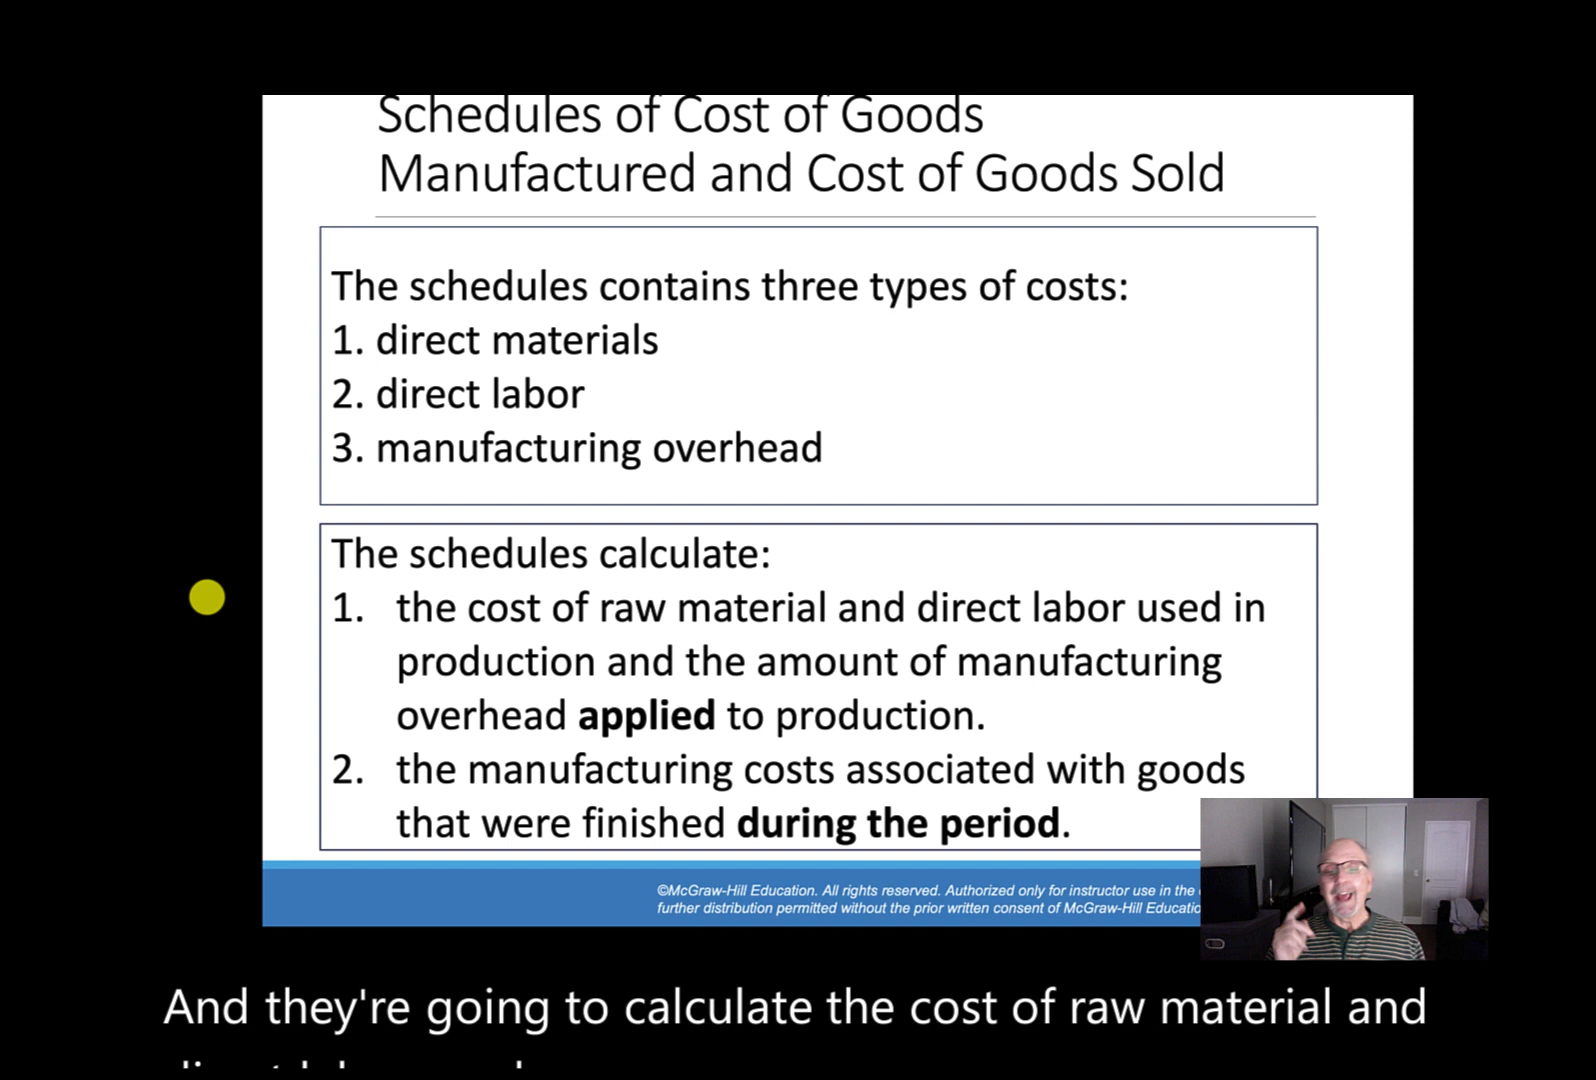 Schedules of Cost of Goods
Manufactured and Cost of Goods Sold
The schedules contains three types of costs:
1. direct materials
2. direct labor
3. manufacturing overhead
The schedules calculate:
1. the cost of raw material and direct labor used in
production and the amount of manufacturing
overhead applied to production.
2. the manufacturing costs associated with goods
that were finished during the period.
©McGraw-Hill Education. All rights reserved. Authorized only for instructor use in the
further distribution permitted without the prior written consent of McGraw-Hill
And they're going to calculate the cost of raw material and